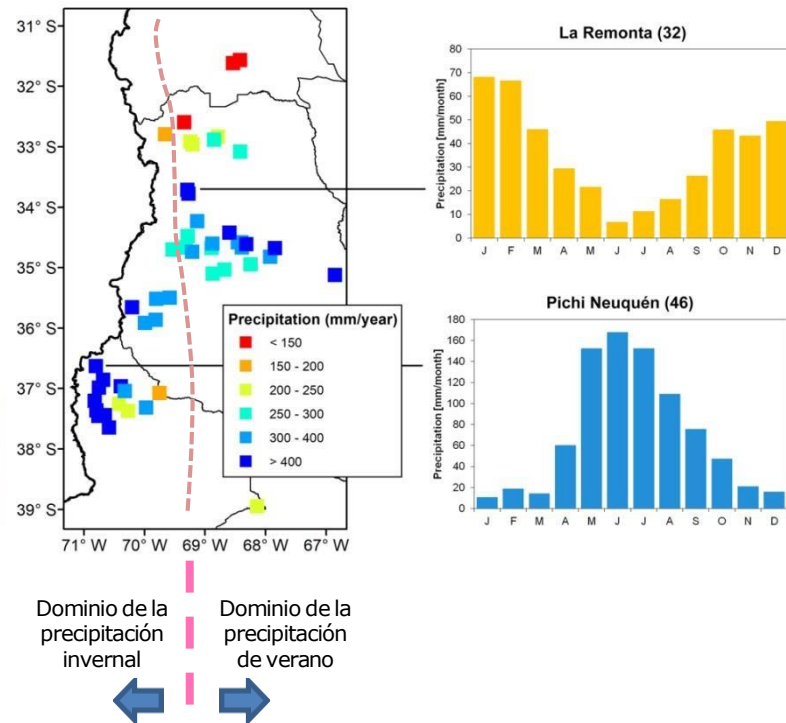 31° S
32° S
33° S
34° S
35° S
36° S
37° S
38° S
39° S
71° W 70° W 69° W 68° W 67° W
Precipitation (mm/year)
< 150
150 - 200
200 - 250
250 - 300
300 - 400
> 400
La Remonta (32)
Precipitation [mm/month]
80
70
60
50
40
30
20
10
0
J F M A M J J A S O N D
Pichi Neuquén (46)
Precipitation [mm/month]
180
160
140
120
100
80
60
40
20
0
J F M A M J J A S O N D
Dominio de la
precipitación
invernal
Dominio de la
precipitación
de verano